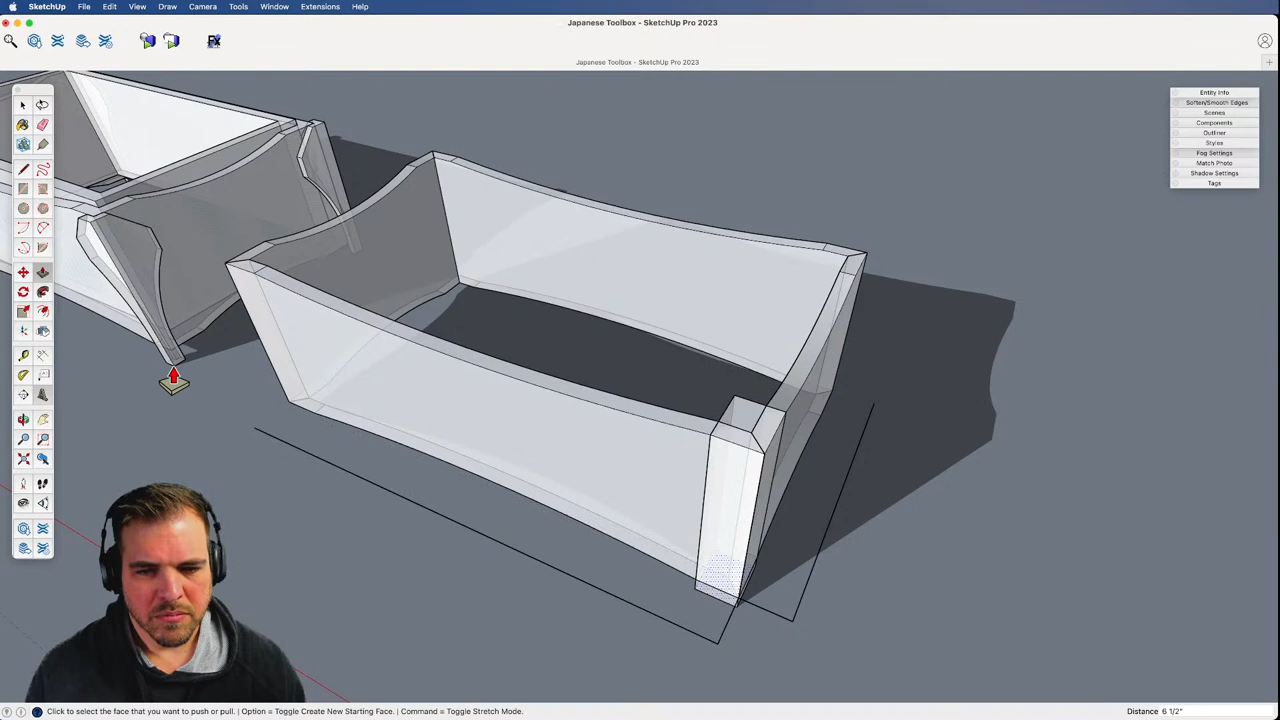 SketchUp File Edit View Draw Camera Tools Window Extensions Help
Japanese Toolbox - SketchUp Pro 2023
Japanese Toolbox - SketchUp Pro 2023
Entity Info
Soften/Smooth Edges
Scenes
Components
Outliner
Styles
Fog Settings
Match Photo
Shadow Settings
Tags
Click to select the face that you want to push or pull. | Option = Toggle Create New Starting Face. | Command = Toggle Stretch Mode. Distance 6 1/2"